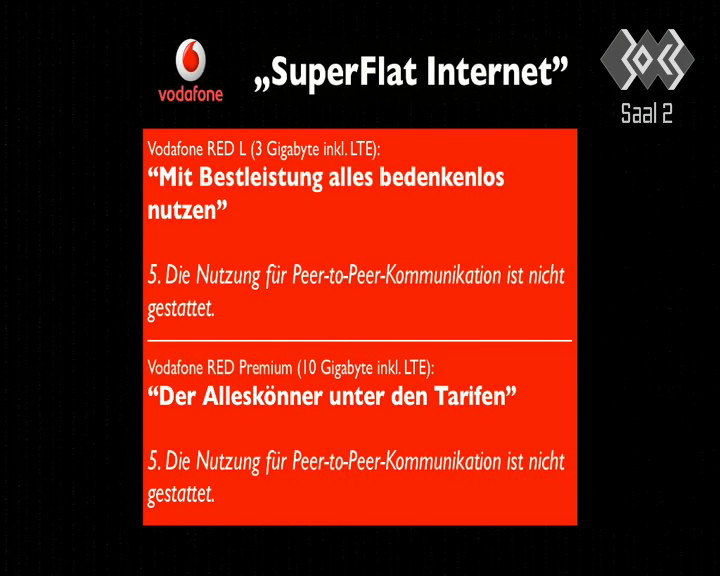 „SuperFlat Internet”
vodafone
Saal 2
Vodafone RED L (3 Gigabyte inkl. LTE):
“Mit Bestleistung alles bedenkenlos
nutzen”
5. Die Nutzung für Peer-to-Peer-Kommunikation ist nicht
gestattet.
Vodafone RED Premium (10 Gigabyte inkl. LTE):
“Der Alleskönner unter den Tarifen”
5. Die Nutzung für Peer-to-Peer-Kommunikation ist nicht
gestattet.